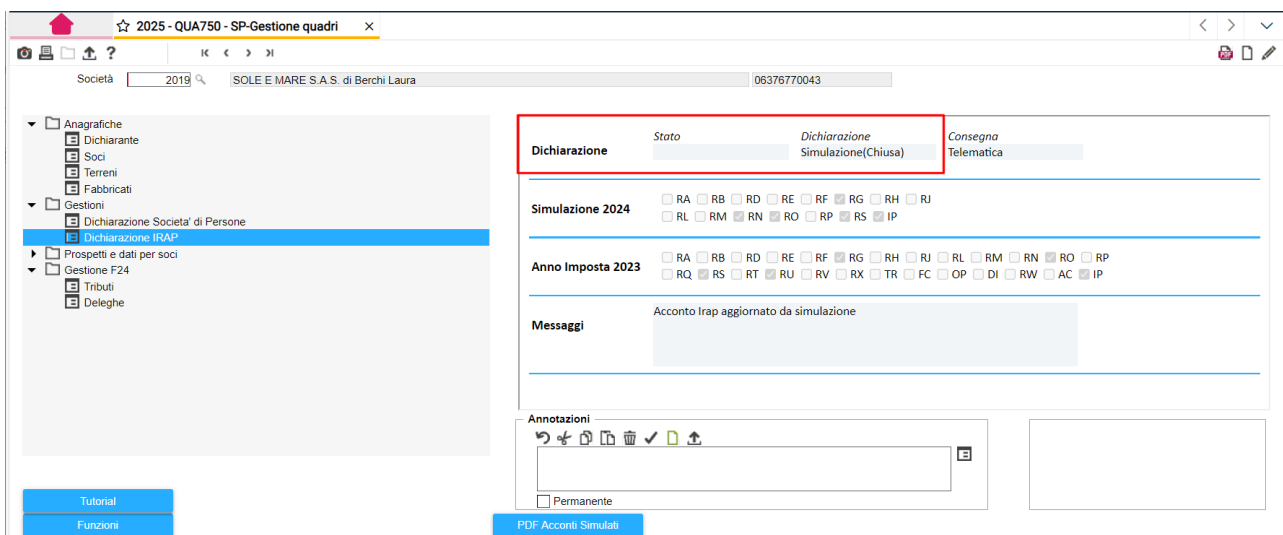 2025 - QUA750 - SP-Gestione quadri
Società 2019 SOLE E MARE S.A.S. di Berchi Laura 06376770043
Anagrafiche
Dichiarante
Soci
Terreni
Fabbricati
Gestioni
Dichiarazione Societa' di Persone
Dichiarazione IRAP
Prospetti e dati per soci
Gestione F24
Tributi
Deleghe
Stato Dichiarazione Consegna
Dichiarazione Simulazione(Chiusa) Telematica
Simulazione 2024
RA RB RD RE RF RG RH RJ
RL RM RN RO RP RS IP
Anno Imposta 2023
RA RB RD RE RF RG RH RJ RL RM RN RO RP
RQ RS RT RU RV RX TR FC OP DI RW AC IP
Messaggi
Acconto Irap aggiornato da simulazione
Annotazioni
Permanente
Tutorial
Funzioni
PDF Acconti Simulati